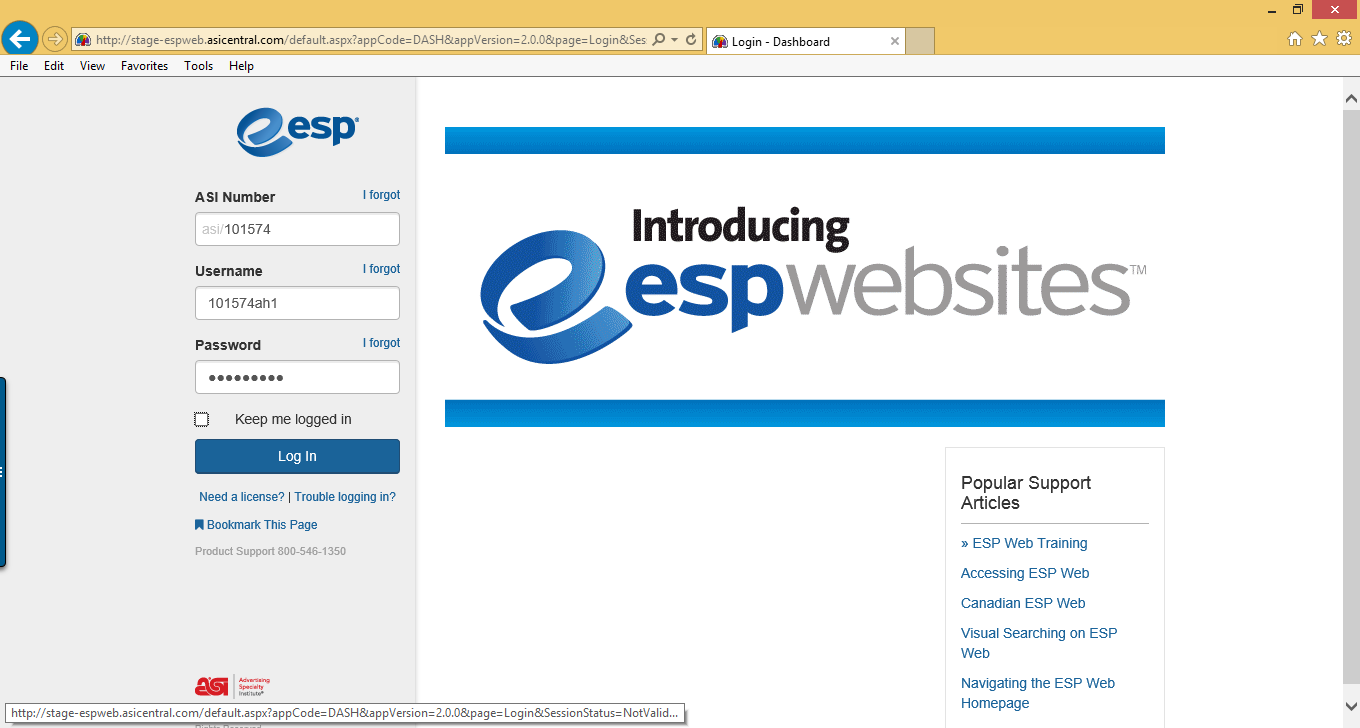 http://stage-espweb.asicentral.com/default.aspx?appCode=DASH&appVersion=2.0.0&page=Login&Ses
Login - Dashboard
File Edit View Favorites Tools Help
esp®
ASI Number I forgot
asi/101574
Username I forgot
101574ah1
Password I forgot
•••••••••
Keep me logged in
Log In
Need a license? | Trouble logging in?
Bookmark This Page
Product Support 800-546-1350
Introducing
espwebsites™
Popular Support
Articles
» ESP Web Training
Accessing ESP Web
Canadian ESP Web
Visual Searching on ESP
Web
Navigating the ESP Web
Homepage
asi Advertising
Specialty
Institute®
http://stage-espweb.asicentral.com/default.aspx?appCode=DASH&appVersion=2.0.0&page=Login&SessionStatus=NotValid...